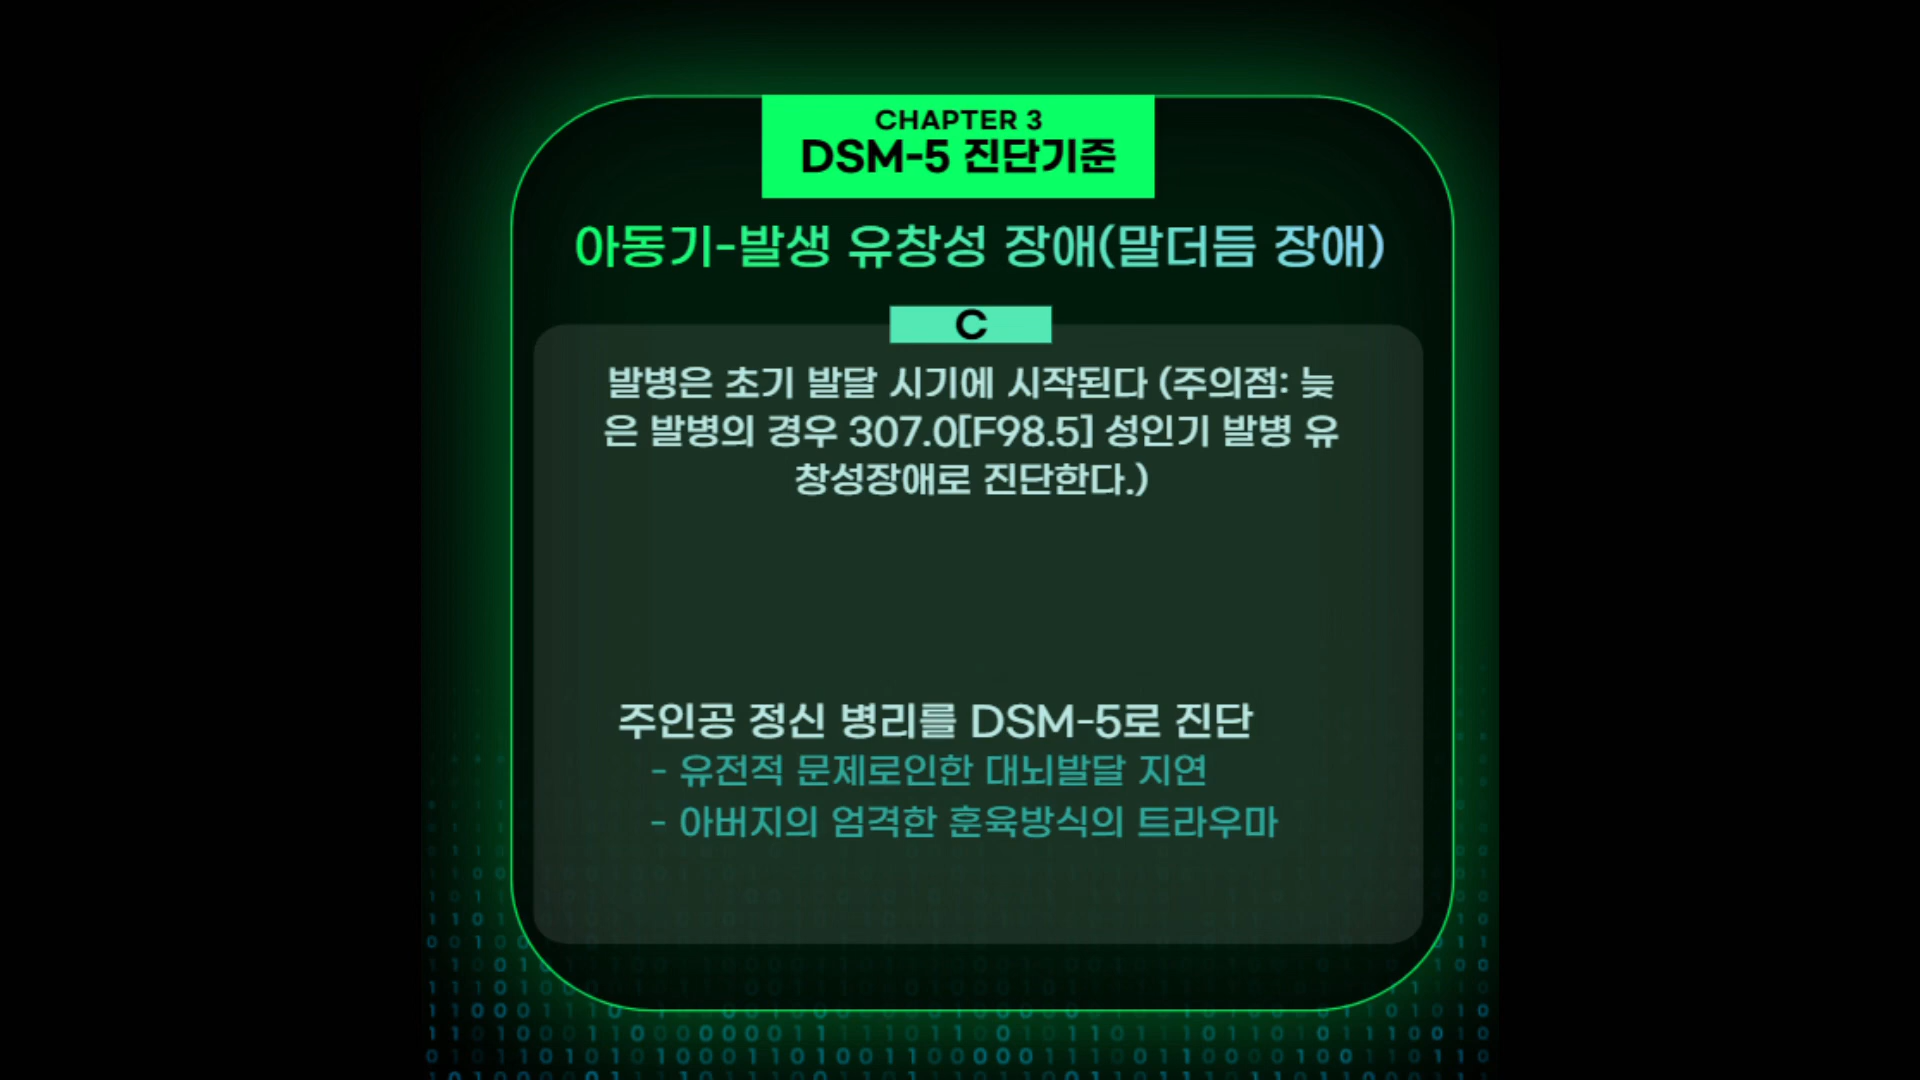 CHAPTER 3
DSM-5 진단기준
아동기-발생 유창성 장애(말더듬 장애)
C
발병은 초기 발달 시기에 시작된다 (주의점: 늦
은 발병의 경우 307.0[F98.5] 성인기 발병 유
창성장애로 진단한다.)
주인공 정신 병리를 DSM-5로 진단
- 유전적 문제로인한 대뇌발달 지연
- 아버지의 엄격한 훈육방식의 트라우마